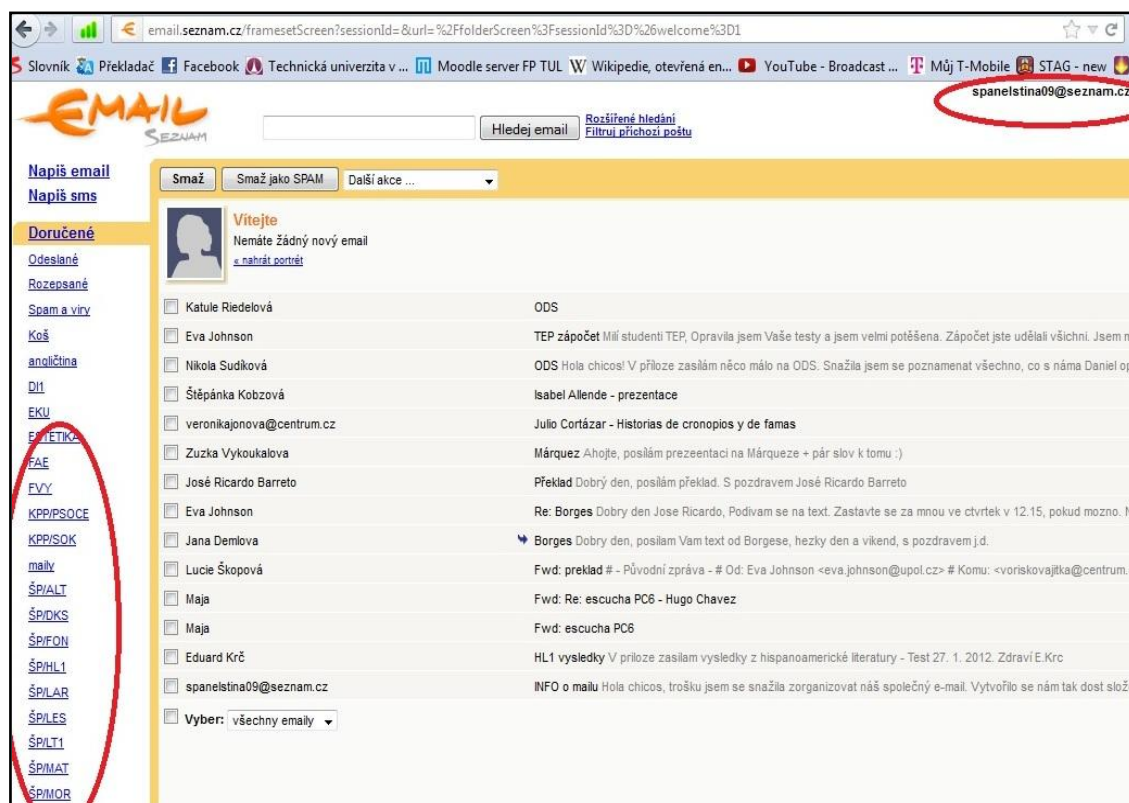 email.seznam.cz/framesetScreen?sessionId=&url=%2FfolderScreen%3FsessionId%3D%26welcome%3D1
Slovník Překladač Facebook Technická univerzita v ... Moodle server FP TUL Wikipedie, otevřená en... YouTube - Broadcast ... Můj T-Mobile STAG - new
spanelstina09@seznam.cz
EMAIL
SEZNAM
Hledej email
Rozšířené hledání
Filtruj příchozí poštu
Napiš email
Napiš sms
Smaž Smaž jako SPAM Další akce ...
Doručené
Odeslané
Rozepsané
Spam a viry
Koš
angličtina
DI1
EKU
ESTETIKA
FAE
FVY
KPP/PSOCE
KPP/SOK
maily
ŠP/ALT
ŠP/DKS
ŠP/FON
ŠP/HL1
ŠP/LAR
ŠP/LES
ŠP/LT1
ŠP/MAT
ŠP/MOR
Vítejte
Nemáte žádný nový email
« nahrát portrét
Katule Riedelová ODS
Eva Johnson TEP zápočet Milí studenti TEP, Opravila jsem Vaše testy a jsem velmi potěšena. Zápočet jste udělali všichni. Jsem
Nikola Sudíková ODS Hola chicos! V příloze zasílám něco málo na ODS. Snažila jsem se poznamenat všechno, co s náma Daniel
Štěpánka Kobzová Isabel Allende - prezentace
veronikajonova@centrum.cz Julio Cortázar - Historias de cronopios y de famas
Zuzka Vykoukalova Márquez Ahojte, posílám prezeentaci na Márqueze + pár slov k tomu :)
José Ricardo Barreto Překlad Dobrý den, posílám překlad. S pozdravem José Ricardo Barreto
Eva Johnson Re: Borges Dobry den Jose Ricardo, Podivam se na text. Zastavte se za mnou ve ctvrtek v 12.15, pokud mozno.
Jana Demlova Borges Dobry den, posilam Vam text od Borgese, hezky den a vikend, s pozdravem j.d.
Lucie Škopová Fwd: preklad # - Původní zpráva - # Od: Eva Johnson <eva.johnson@upol.cz> # Komu: <voriskovajitka@centrum.
Maja Fwd: Re: escucha PC6 - Hugo Chavez
Maja Fwd: escucha PC6
Eduard Krč HL1 vysledky V priloze zasilam vysledky z hispanoamerické literatury - Test 27. 1. 2012. Zdraví E.Krc
spanelstina09@seznam.cz INFO o mailu Hola chicos, trošku jsem se snažila zorganizovat náš společný e-mail. Vytvořilo se nám tak dost
Vyber: všechny emaily